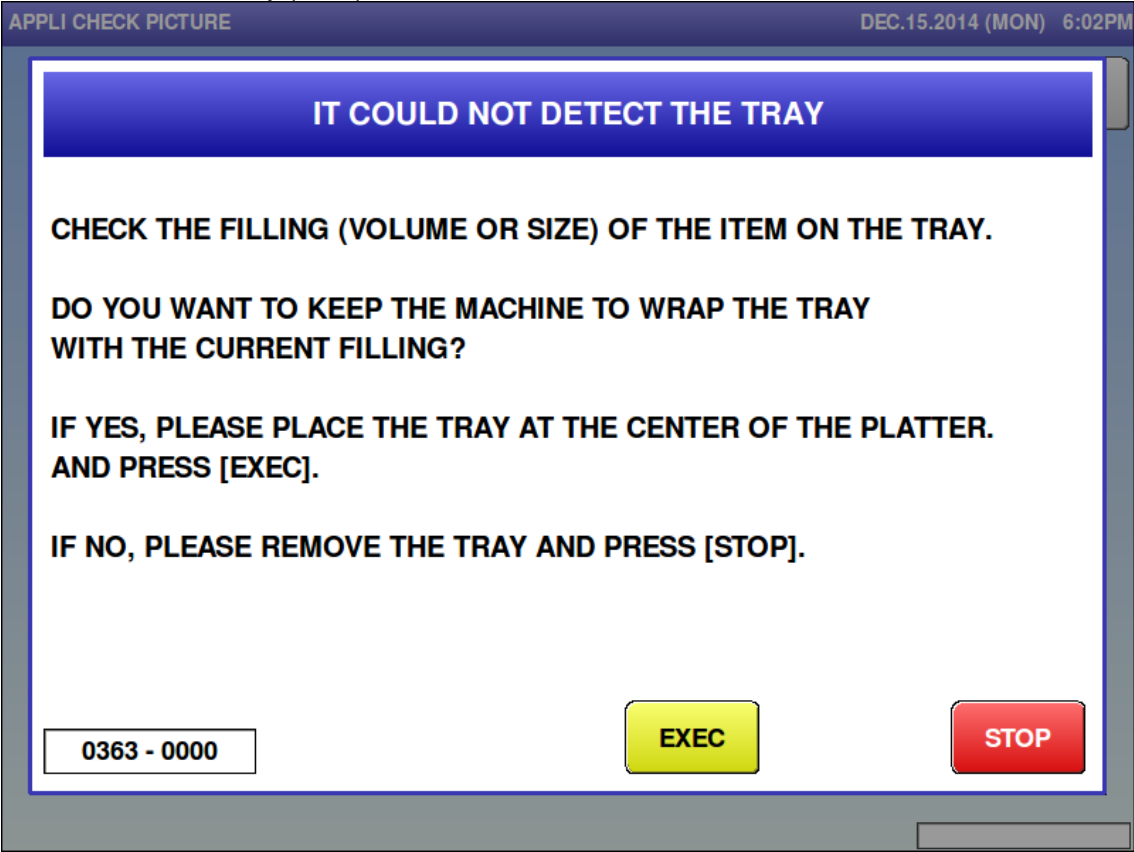 APPLI CHECK PICTURE DEC.15.2014 (MON) 6:02PM
IT COULD NOT DETECT THE TRAY
CHECK THE FILLING (VOLUME OR SIZE) OF THE ITEM ON THE TRAY.
DO YOU WANT TO KEEP THE MACHINE TO WRAP THE TRAY
WITH THE CURRENT FILLING?
IF YES, PLEASE PLACE THE TRAY AT THE CENTER OF THE PLATTER.
AND PRESS [EXEC].
IF NO, PLEASE REMOVE THE TRAY AND PRESS [STOP].
0363 - 0000
EXEC
STOP